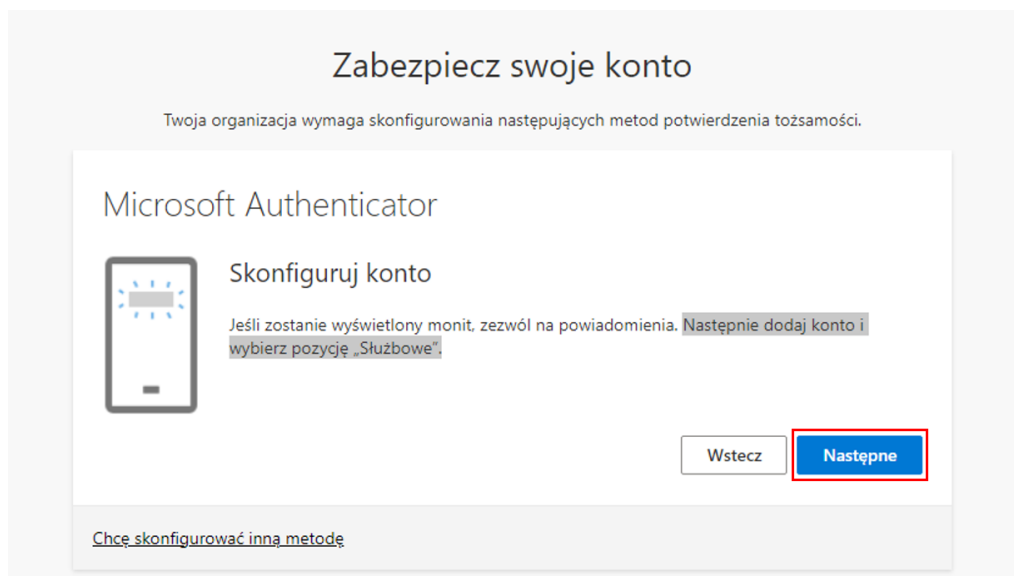 Zabezpiecz swoje konto
Twoja organizacja wymaga skonfigurowania następujących metod potwierdzenia tożsamości.
Microsoft Authenticator
Skonfiguruj konto
Jeśli zostanie wyświetlony monit, zezwól na powiadomienia. Następnie dodaj konto i
wybierz pozycję „Służbowe”.
Wstecz
Następne
Chcę skonfigurować inną metodę